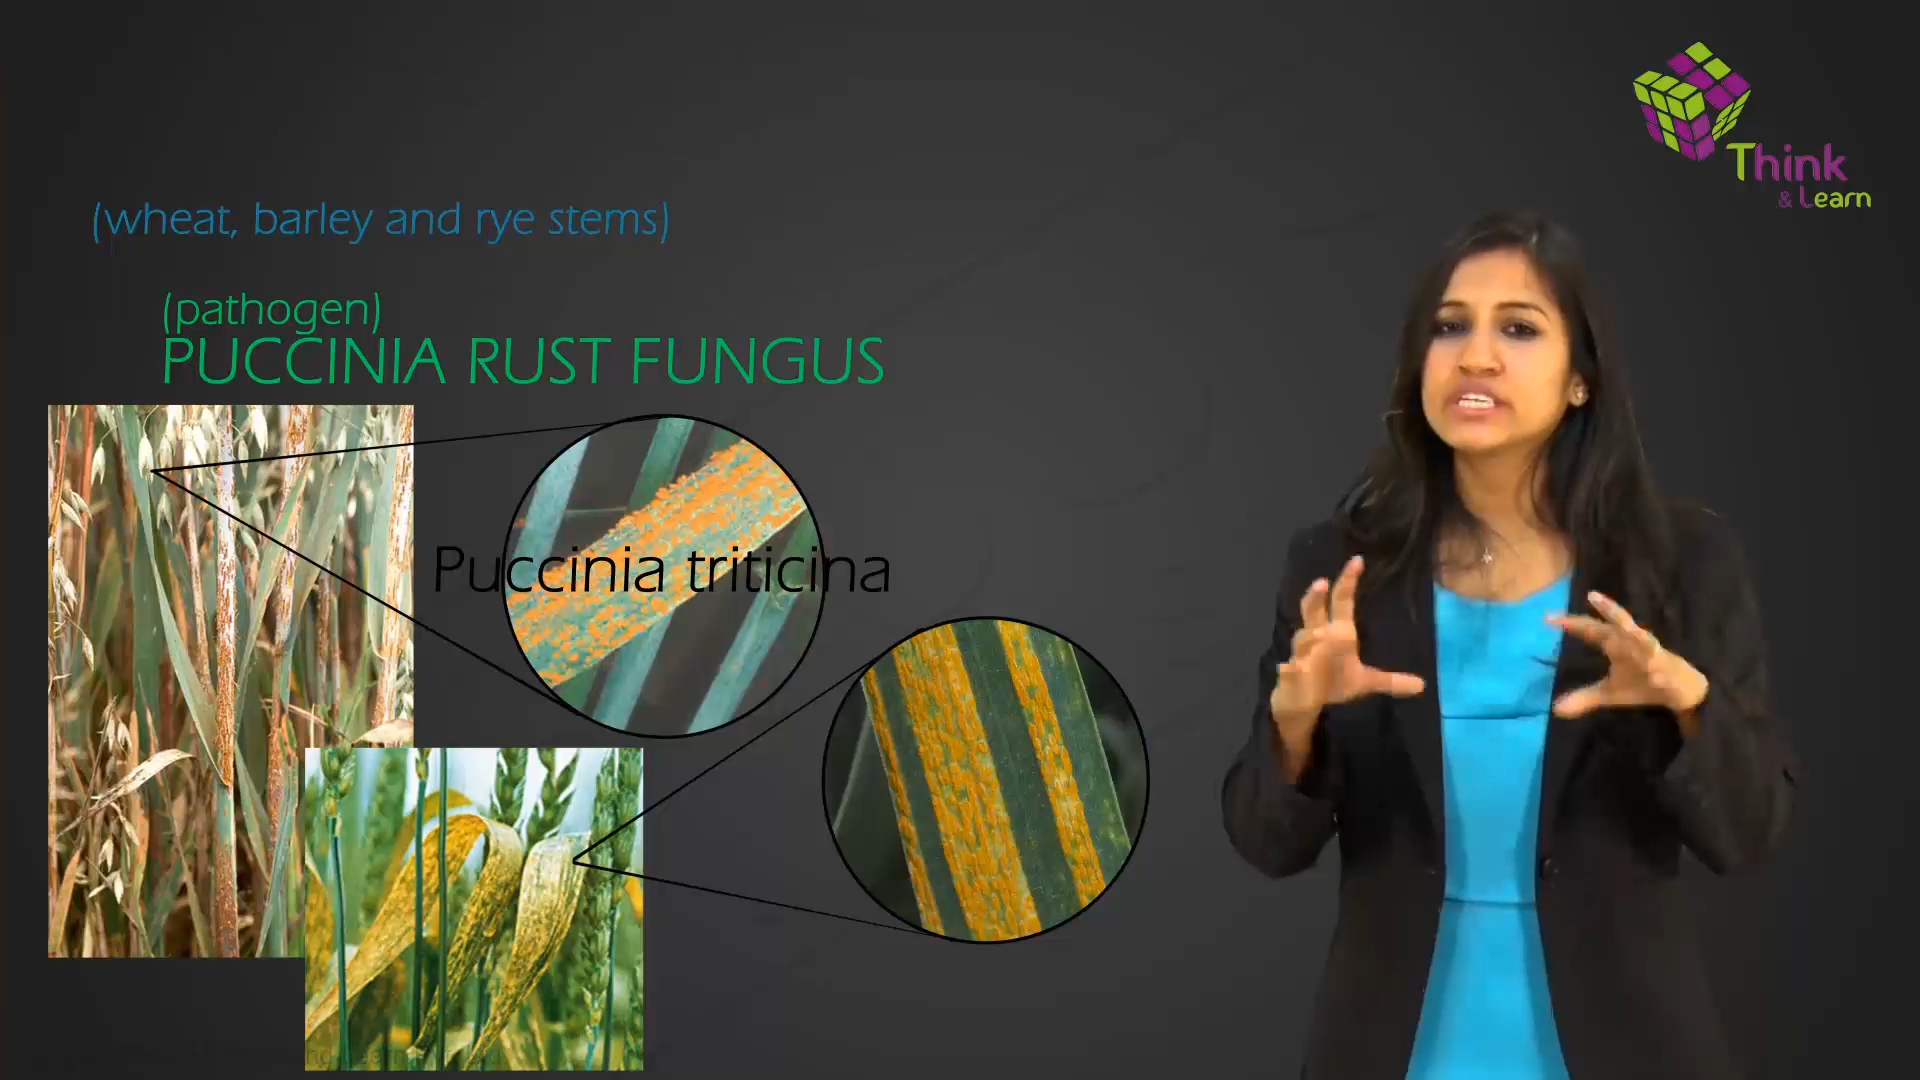 Think
& Learn
(wheat, barley and rye stems)
(pathogen)
PUCCINIA RUST FUNGUS
Puccinia triticina